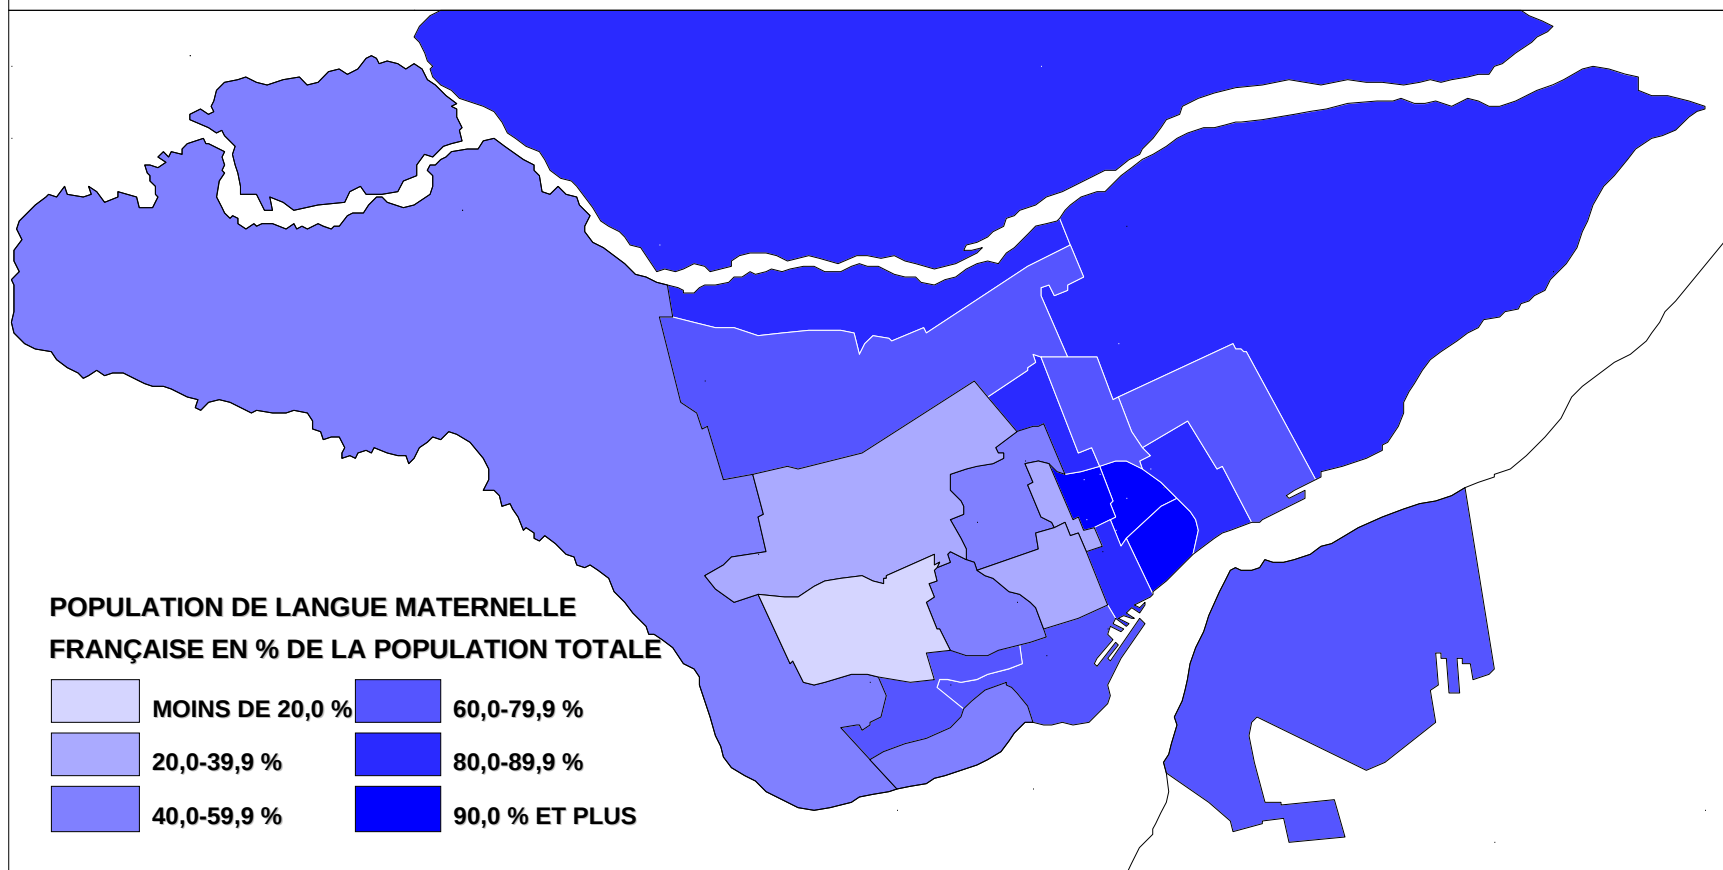 POPULATION DE LANGUE MATERNELLE
FRANÇAISE EN % DE LA POPULATION TOTALE
MOINS DE 20,0 %
20,0-39,9 %
40,0-59,9 %
60,0-79,9 %
80,0-89,9 %
90,0 % ET PLUS